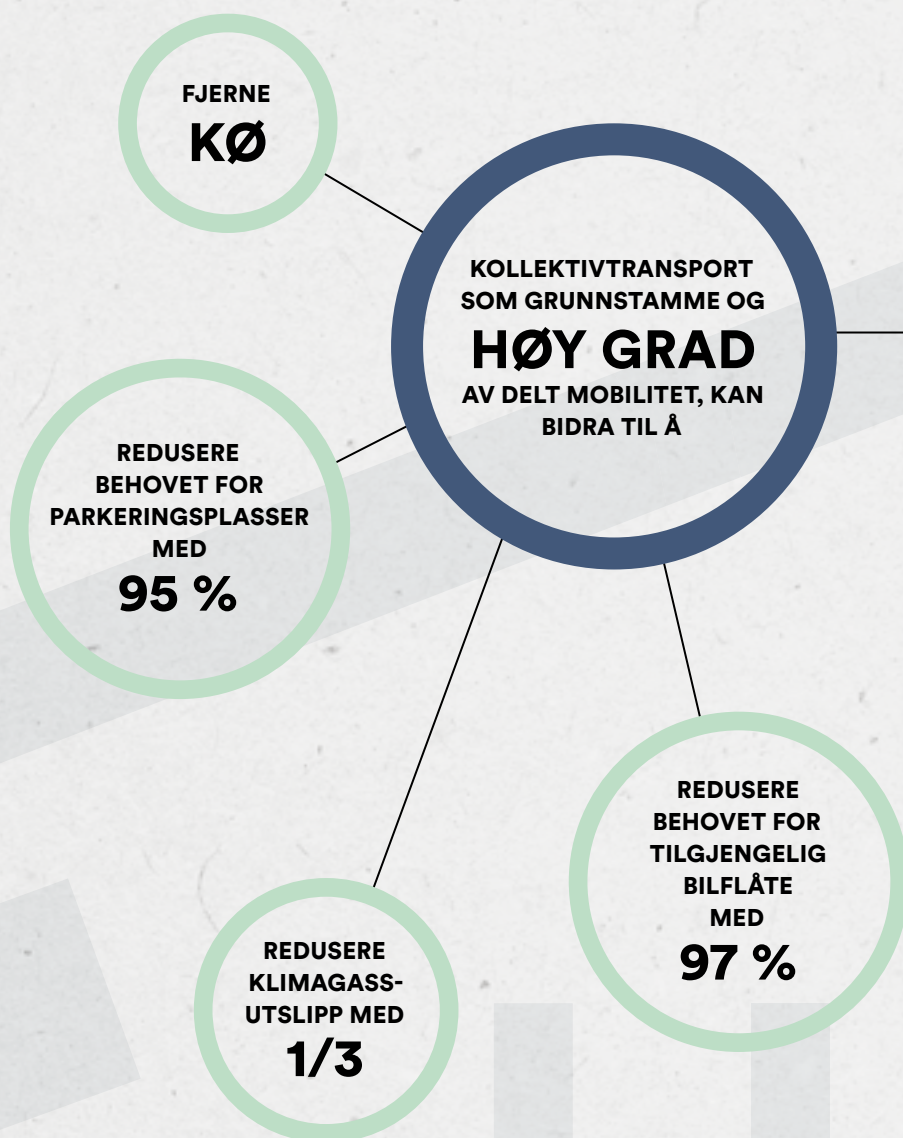 FJERNE
KØ
KOLLEKTIVTRANSPORT
SOM GRUNNSTAMME OG
HØY GRAD
AV DELT MOBILITET, KAN
BIDRA TIL Å
REDUSERE
BEHOVET FOR
PARKERINGSPLASSER
MED
95 %
REDUSERE
BEHOVET FOR
TILGJENGELIG
BILFLÅTE
MED
97 %
REDUSERE
KLIMAGASS-
UTSLIPP MED
1/3